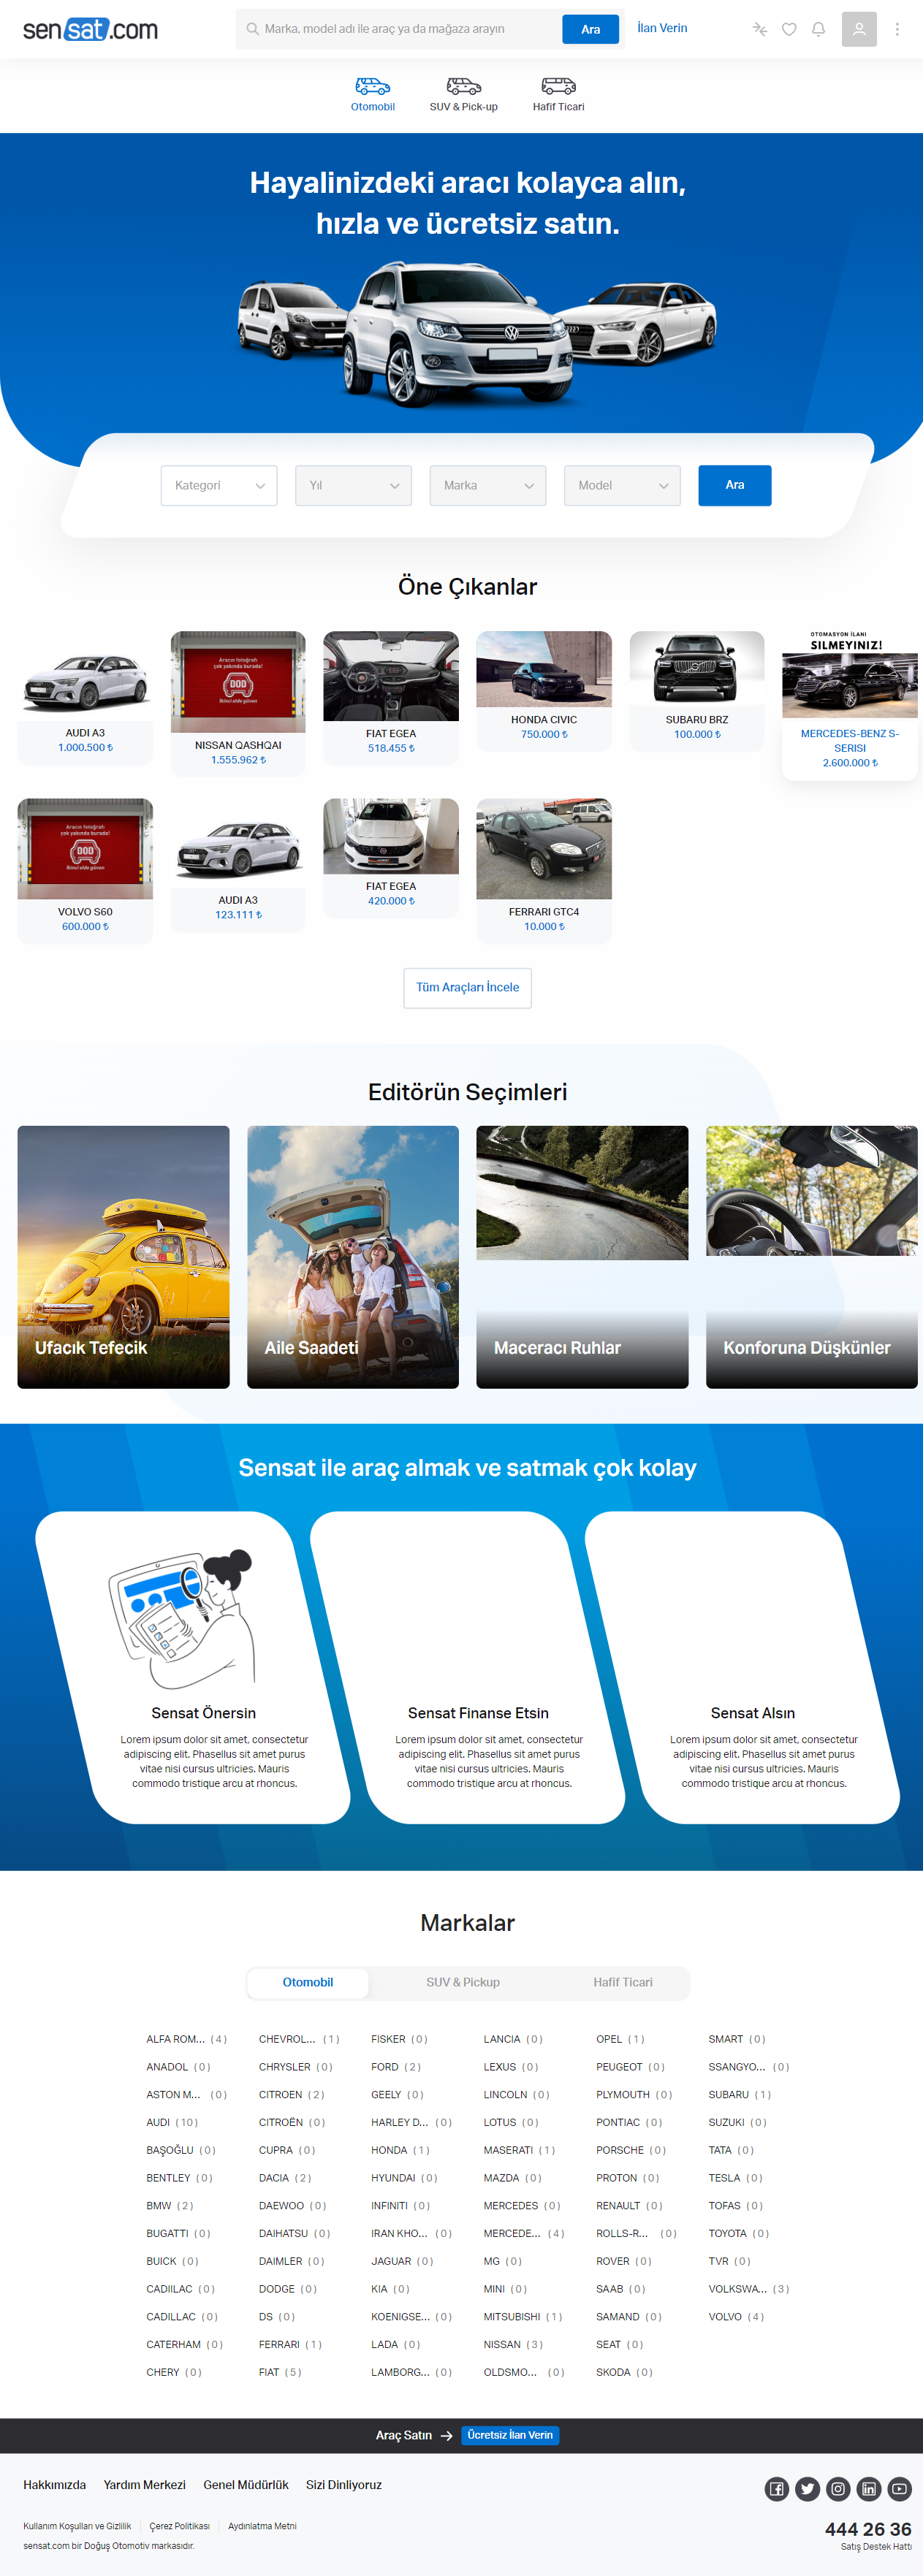 sensat.com
Marka, model adı ile araç ya da mağaza arayın
Ara
İlan Verin
Otomobil
SUV & Pick-up
Hafif Ticari
Hayalinizdeki aracı kolayca alın,
hızla ve ücretsiz satın.
Kategori
Yıl
Marka
Model
Ara
Öne Çıkanlar
AUDI A3
1.000.500 ₺
Aracın fotoğrafı
çok yakında burada!
DOD
İkinci elde güven
NISSAN QASHQAI
1.555.962 ₺
FIAT EGEA
518.455 ₺
HONDA CIVIC
750.000 ₺
SUBARU BRZ
100.000 ₺
OTOMASYON İLANI
SILMEYINIZ!
MERCEDES-BENZ S-
SERISI
2.600.000 ₺
Aracın fotoğrafı
çok yakında burada!
DOD
İkinci elde güven
VOLVO S60
600.000 ₺
AUDI A3
123.111 ₺
FIAT EGEA
420.000 ₺
FERRARI GTC4
10.000 ₺
Tüm Araçları İncele
Editörün Seçimleri
Ufacık Tefecik
Aile Saadeti
Maceracı Ruhlar
Konforuna Düşkünler
Sensat ile araç almak ve satmak çok kolay
Sensat Önersin
Lorem ipsum dolor sit amet, consectetur
adipiscing elit. Phasellus sit amet purus
vitae nisi cursus ultricies. Mauris
commodo tristique arcu at rhoncus.
Sensat Finanse Etsin
Lorem ipsum dolor sit amet, consectetur
adipiscing elit. Phasellus sit amet purus
vitae nisi cursus ultricies. Mauris
commodo tristique arcu at rhoncus.
Sensat Alsın
Lorem ipsum dolor sit amet, consectetur
adipiscing elit. Phasellus sit amet purus
vitae nisi cursus ultricies. Mauris
commodo tristique arcu at rhoncus.
Markalar
Otomobil
SUV & Pickup
Hafif Ticari
ALFA ROM... (4)
ANADOL (0)
ASTON M... (0)
AUDI (10)
BAŞOĞLU (0)
BENTLEY (0)
BMW (2)
BUGATTI (0)
BUICK (0)
CADIILAC (0)
CADILLAC (0)
CATERHAM (0)
CHERY (0)
CHEVROL... (1)
CHRYSLER (0)
CITROEN (2)
CITROËN (0)
CUPRA (0)
DACIA (2)
DAEWOO (0)
DAIHATSU (0)
DAIMLER (0)
DODGE (0)
DS (0)
FERRARI (1)
FIAT (5)
FISKER (0)
FORD (2)
GEELY (0)
HARLEY D... (0)
HONDA (1)
HYUNDAI (0)
INFINITI (0)
IRAN KHO... (0)
JAGUAR (0)
KIA (0)
KOENIGSE... (0)
LADA (0)
LAMBORG... (0)
LANCIA (0)
LEXUS (0)
LINCOLN (0)
LOTUS (0)
MASERATI (1)
MAZDA (0)
MERCEDES (0)
MERCEDE... (4)
MG (0)
MINI (0)
MITSUBISHI (1)
NISSAN (3)
OLDSMO... (0)
OPEL (1)
PEUGEOT (0)
PLYMOUTH (0)
PONTIAC (0)
PORSCHE (0)
PROTON (0)
RENAULT (0)
ROLLS-R... (0)
ROVER (0)
SAAB (0)
SAMAND (0)
SEAT (0)
SKODA (0)
SMART (0)
SSANGYO... (0)
SUBARU (1)
SUZUKI (0)
TATA (0)
TESLA (0)
TOFAS (0)
TOYOTA (0)
TVR (0)
VOLKSWA... (3)
VOLVO (4)
Araç Satın → Ücretsiz İlan Verin
Hakkımızda
Yardım Merkezi
Genel Müdürlük
Sizi Dinliyoruz
Kullanım Koşulları ve Gizlilik
Çerez Politikası
Aydınlatma Metni
sensat.com bir Doğuş Otomotiv markasıdır.
444 26 36
Satış Destek Hattı